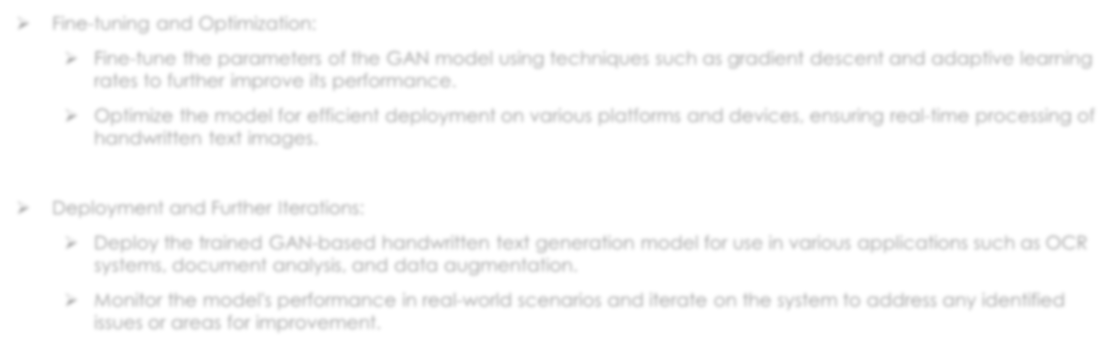 ➤ Fine-tuning and Optimization:
➤ Fine-tune the parameters of the GAN model using techniques such as gradient descent and adaptive learning
rates to further improve its performance.
➤ Optimize the model for efficient deployment on various platforms and devices, ensuring real-time processing of
handwritten text images.
➤ Deployment and Further Iterations:
➤ Deploy the trained GAN-based handwritten text generation model for use in various applications such as OCR
systems, document analysis, and data augmentation.
➤ Monitor the model's performance in real-world scenarios and iterate on the system to address any identified
issues or areas for improvement.